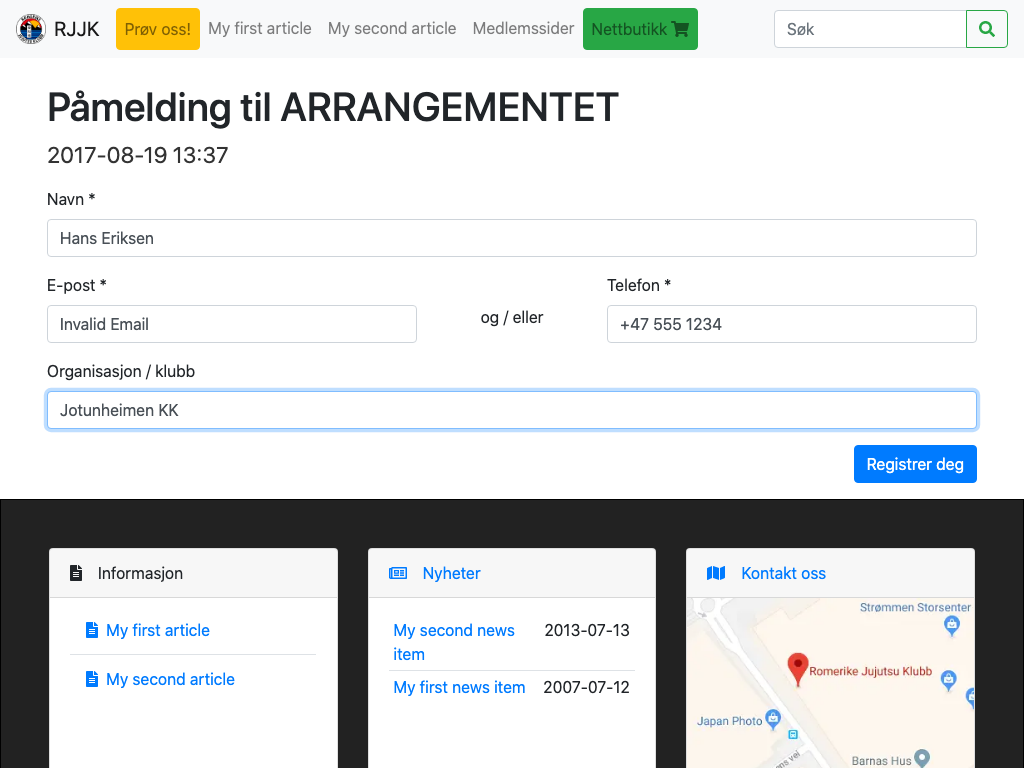 RJJK Prøv oss! My first article My second article Medlemssider Nettbutikk Søk
Påmelding til ARRANGEMENTET
2017-08-19 13:37
Navn *
Hans Eriksen
E-post *
Invalid Email
og / eller
Telefon *
+47 555 1234
Organisasjon / klubb
Jotunheimen KK
Registrer deg
Informasjon
My first article
My second article
Nyheter
My second news item 2013-07-13
My first news item 2007-07-12
Kontakt oss
Strømmen Storsenter
Romerike Jujutsu Klubb
Japan Photo
Barnas Hus